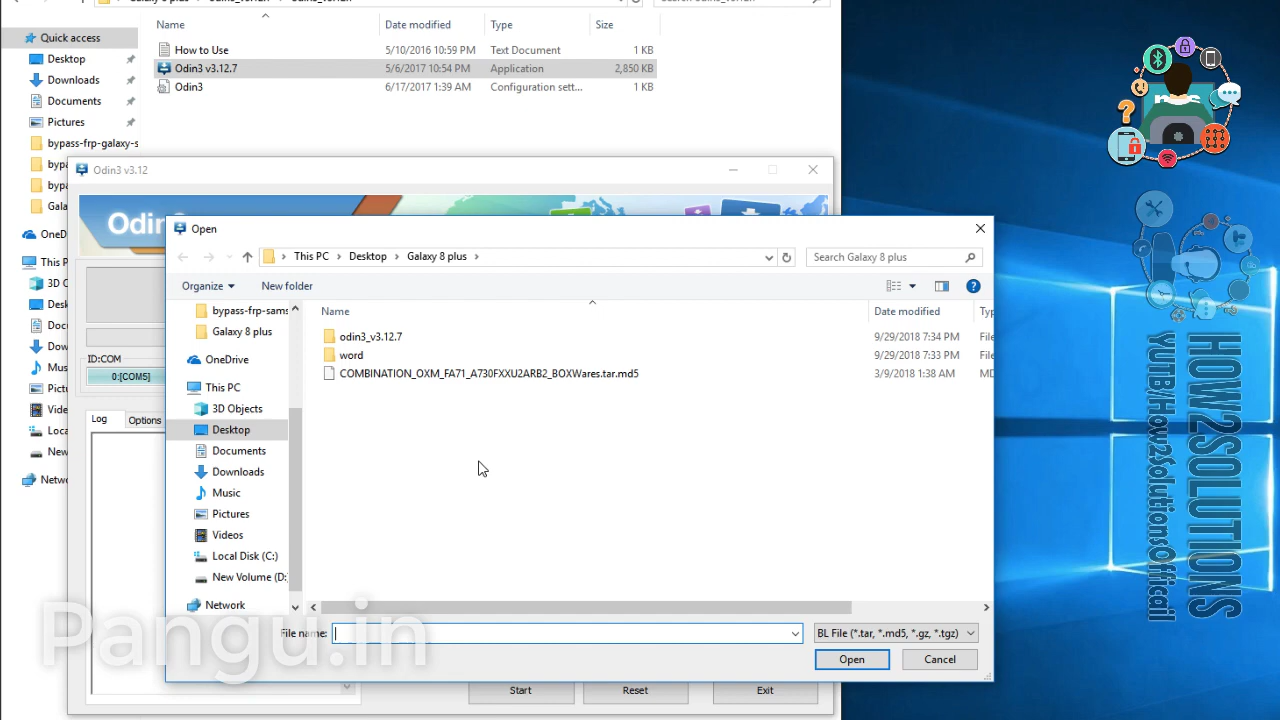 Name
Date modified
Type
Size
Quick access
How to Use
5/10/2016 10:59 PM
Text Document
1 KB
Desktop
Odin3 v3.12.7
5/6/2017 10:54 PM
Application
2,850 KB
Downloads
Odin3
6/17/2017 1:39 AM
Configuration sett...
1 KB
Documents
Pictures
bypass-frp-galaxy-s
Odin3 v3.12
Open
This PC
Desktop
Galaxy 8 plus
Search Galaxy 8 plus
Organize
New folder
bypass-frp-sams
Galaxy 8 plus
OneDrive
This PC
3D Objects
Desktop
Documents
Downloads
Music
Pictures
Videos
Local Disk (C:)
New Volume (D:
Network
Name
Date modified
odin3_v3.12.7
9/29/2018 7:34 PM
word
9/29/2018 7:33 PM
COMBINATION_OXM_FA71_A730FXXU2ARB2_BOXWares.tar.md5
3/9/2018 1:38 AM
File name:
BL File (*.tar, *.md5, *.gz, *.tgz)
Open
Cancel
ID:COM
0:[COM5]
Log
Options
Start
Reset
Exit
Pangu.in
HOW2SOLUTIONS
YUTB/How2SolutionsOfficail